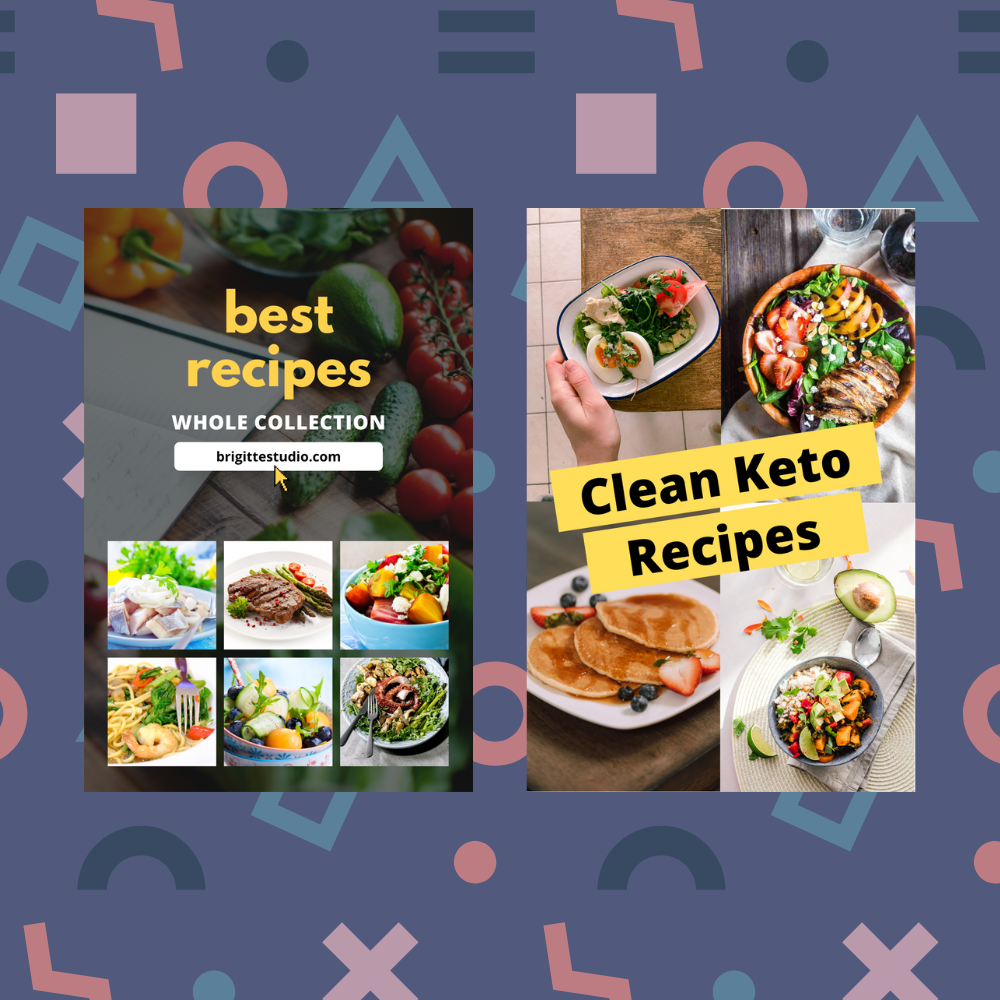 best
recipes
WHOLE COLLECTION
brigittestudio.com
Clean Keto
Recipes